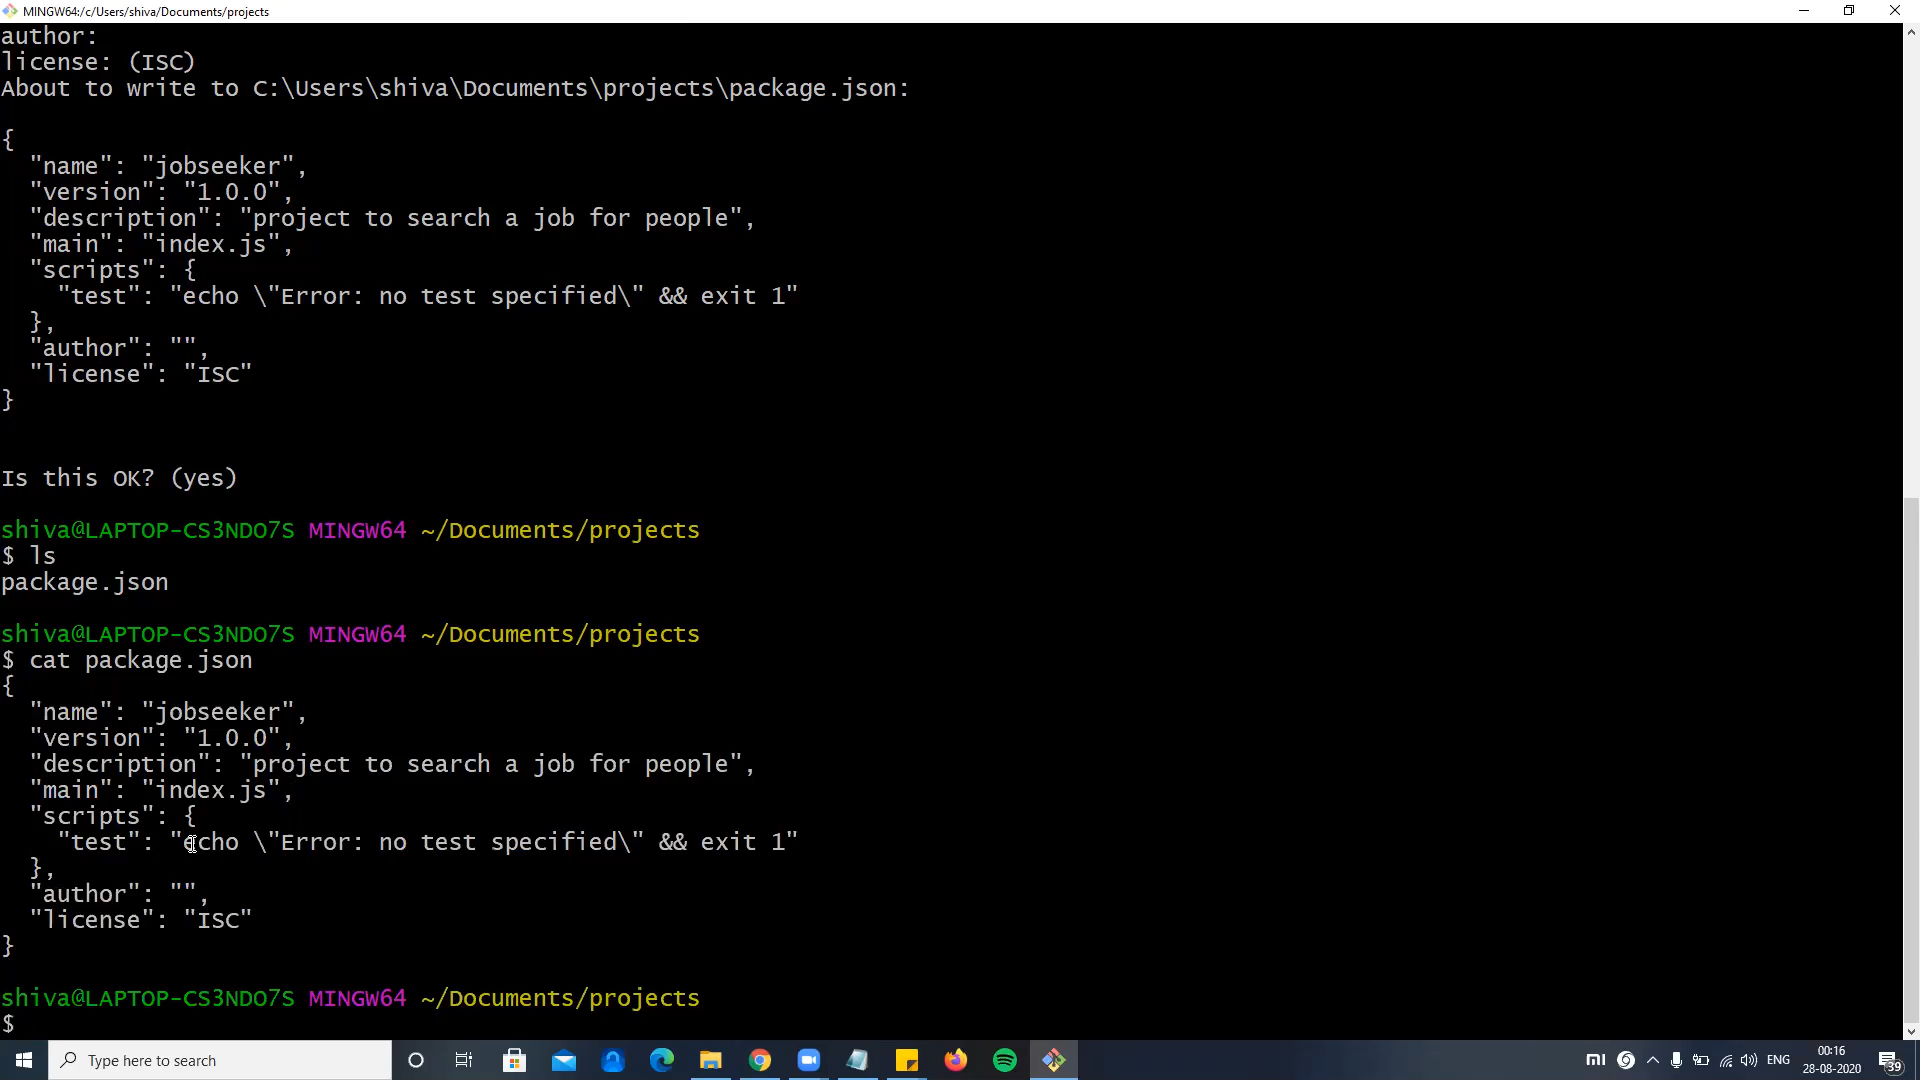 MINGW64:/c/Users/shiva/Documents/projects
author:
license: (ISC)
About to write to C:\Users\shiva\Documents\projects\package.json:
{
  "name": "jobseeker",
  "version": "1.0.0",
  "description": "project to search a job for people",
  "main": "index.js",
  "scripts": {
    "test": "echo \"Error: no test specified\" && exit 1"
  },
  "author": "",
  "license": "ISC"
}
Is this OK? (yes)
shiva@LAPTOP-CS3NDO7S MINGW64 ~/Documents/projects
$ ls
package.json
shiva@LAPTOP-CS3NDO7S MINGW64 ~/Documents/projects
$ cat package.json
{
  "name": "jobseeker",
  "version": "1.0.0",
  "description": "project to search a job for people",
  "main": "index.js",
  "scripts": {
    "test": "echo \"Error: no test specified\" && exit 1"
  },
  "author": "",
  "license": "ISC"
}
shiva@LAPTOP-CS3NDO7S MINGW64 ~/Documents/projects
$
Type here to search
ENG
00:16
28-08-2020
39